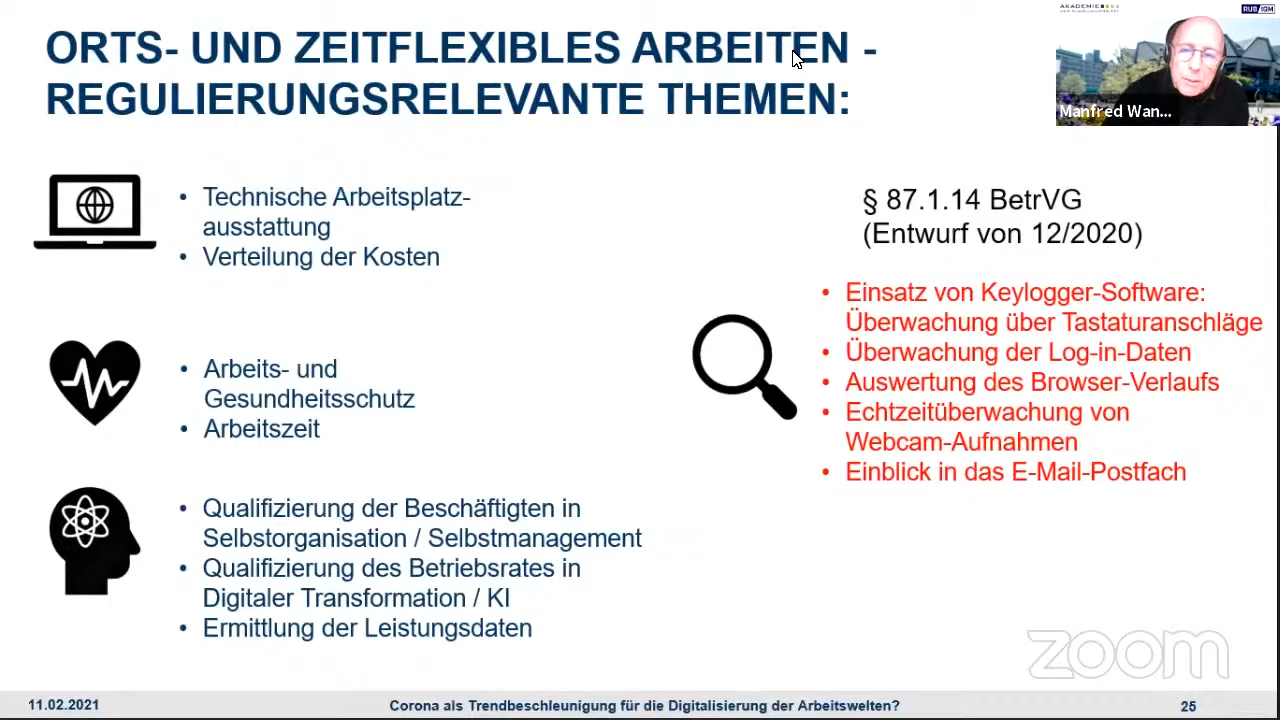 ORTS- UND ZEITFLEXIBLES ARBEITEN -
REGULIERUNGSRELEVANTE THEMEN:
AKADEMIE
RUB IGM
Manfred Wan...
• Technische Arbeitsplatz-
ausstattung
• Verteilung der Kosten
• Arbeits- und
Gesundheitsschutz
• Arbeitszeit
• Qualifizierung der Beschäftigten in
Selbstorganisation / Selbstmanagement
• Qualifizierung des Betriebsrates in
Digitaler Transformation / KI
• Ermittlung der Leistungsdaten
§ 87.1.14 BetrVG
(Entwurf von 12/2020)
• Einsatz von Keylogger-Software:
Überwachung über Tastaturanschläge
• Überwachung der Log-in-Daten
• Auswertung des Browser-Verlaufs
• Echtzeitüberwachung von
Webcam-Aufnahmen
• Einblick in das E-Mail-Postfach
zoom
11.02.2021
Corona als Trendbeschleunigung für die Digitalisierung der Arbeitswelten?
25